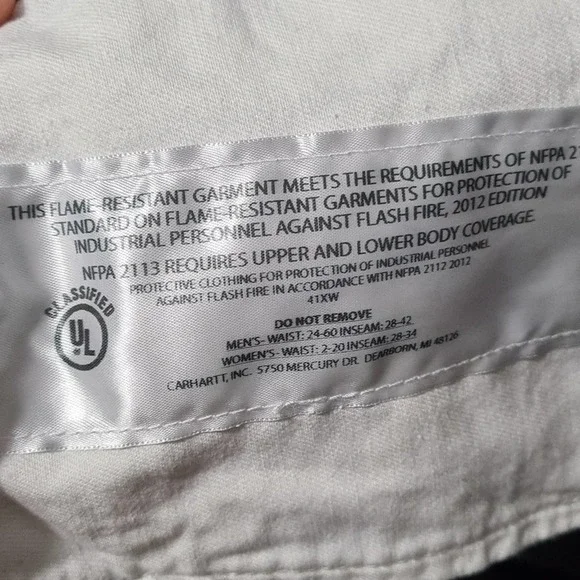 THIS FLAME-RESISTANT GARMENT MEETS THE REQUIREMENTS OF NFPA 21
STANDARD ON FLAME-RESISTANT GARMENTS FOR PROTECTION OF
INDUSTRIAL PERSONNEL AGAINST FLASH FIRE, 2012 EDITION
NFPA 2113 REQUIRES UPPER AND LOWER BODY COVERAGE.
PROTECTIVE CLOTHING FOR PROTECTION OF INDUSTRIAL PERSONNEL
AGAINST FLASH FIRE IN ACCORDANCE WITH NFPA 2112 2012
41XW
CLASSIFIED
UL
®
DO NOT REMOVE
MEN'S- WAIST: 24-60 INSEAM: 28-42
WOMEN'S- WAIST: 2-20 INSEAM: 28-34
CARHARTT, INC. 5750 MERCURY DR. DEARBORN, MI 48126